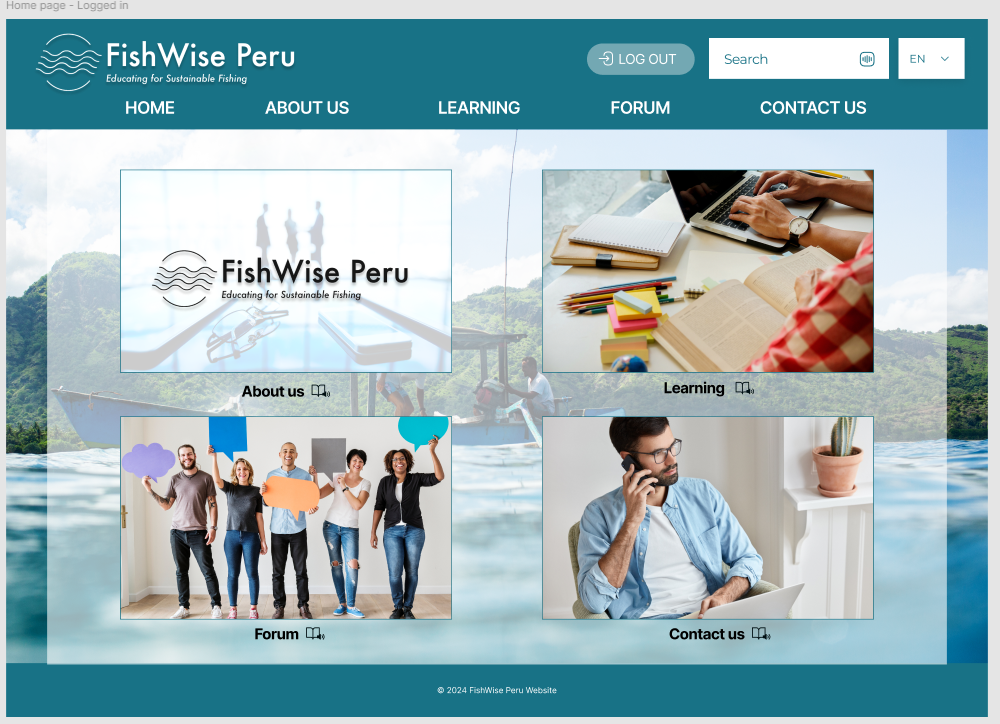 Home page - Logged in
FishWise Peru
Educating for Sustainable Fishing
LOG OUT
Search
EN
HOME
ABOUT US
LEARNING
FORUM
CONTACT US
FishWise Peru
Educating for Sustainable Fishing
About us
Learning
Forum
Contact us
© 2024 FishWise Peru Website